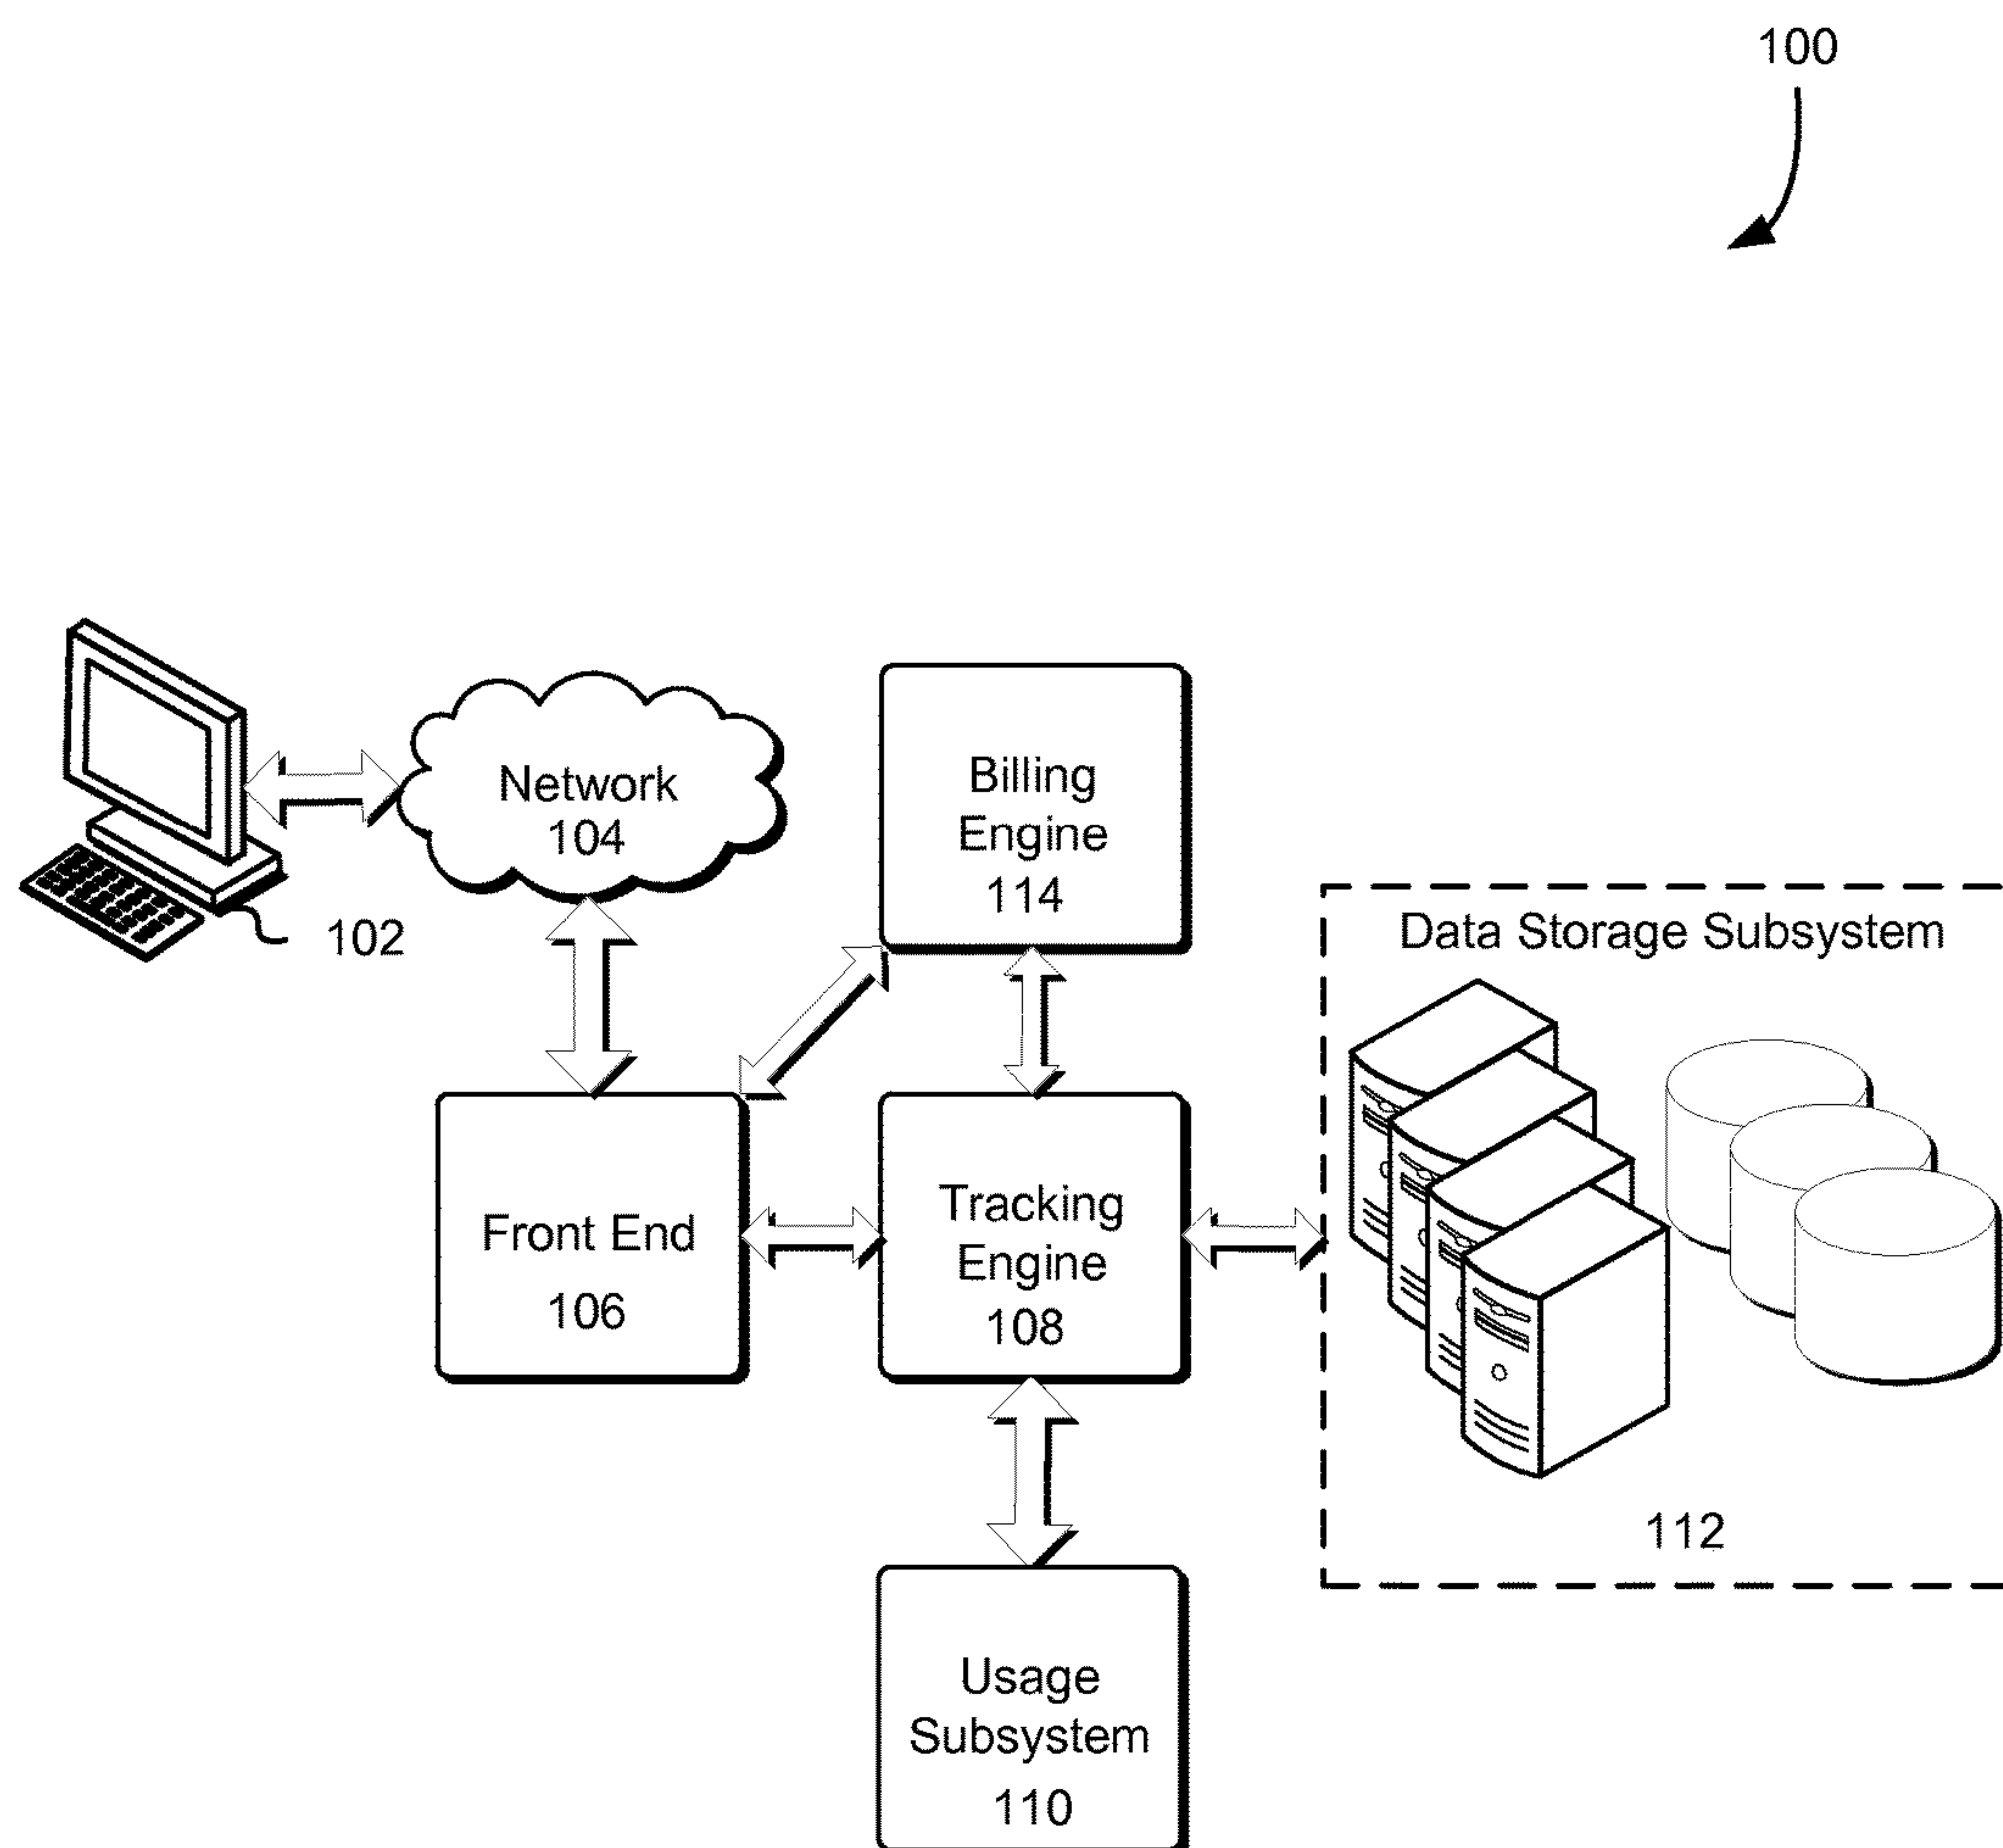 100
Network
104
102
Billing
Engine
114
Data Storage Subsystem
Front End
106
Tracking
Engine
108
112
Usage
Subsystem
110